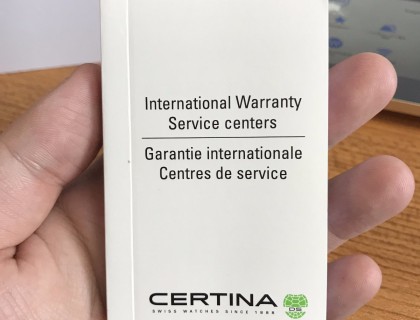 International Warranty
Service centers
Garantie internationale
Centres de service
CERTINA
SWISS WATCHES SINCE 1888
DS